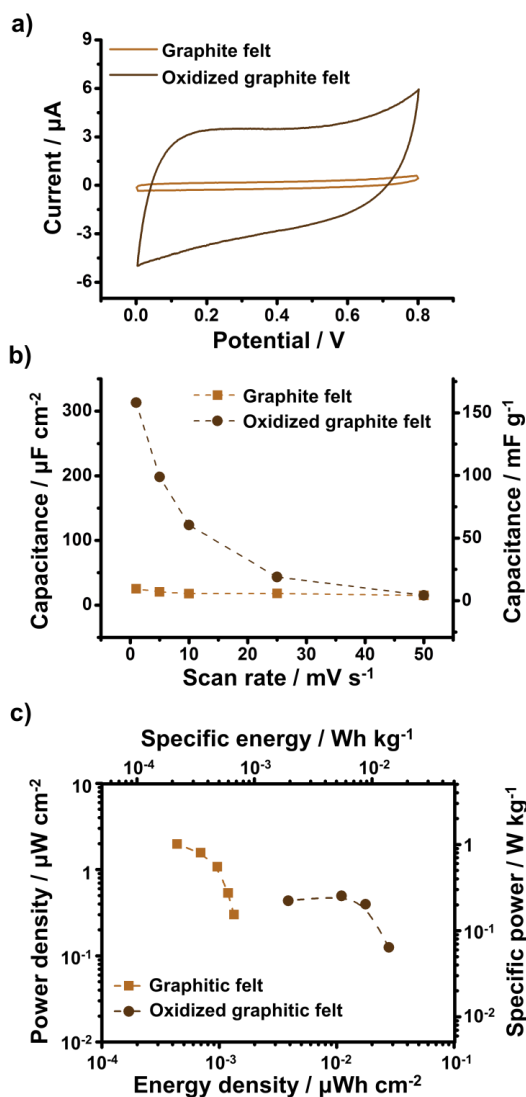 a)
Graphite felt
Oxidized graphite felt
Current / µA
6
3
0
-3
-6
0.0 0.2 0.4 0.6 0.8
Potential / V
b)
Graphite felt
Oxidized graphite felt
Capacitance / µF cm⁻²
300
200
100
0
150
100
50
0
Capacitance / mF g⁻¹
0 10 20 30 40 50
Scan rate / mV s⁻¹
c)
Specific energy / Wh kg⁻¹
10⁻⁴ 10⁻³ 10⁻²
Power density / µW cm⁻²
10
1
10⁻¹
10⁻²
1
10⁻¹
10⁻²
Specific power / W kg⁻¹
Graphitic felt
Oxidized graphitic felt
10⁻⁴ 10⁻³ 10⁻² 10⁻¹
Energy density / µWh cm⁻²